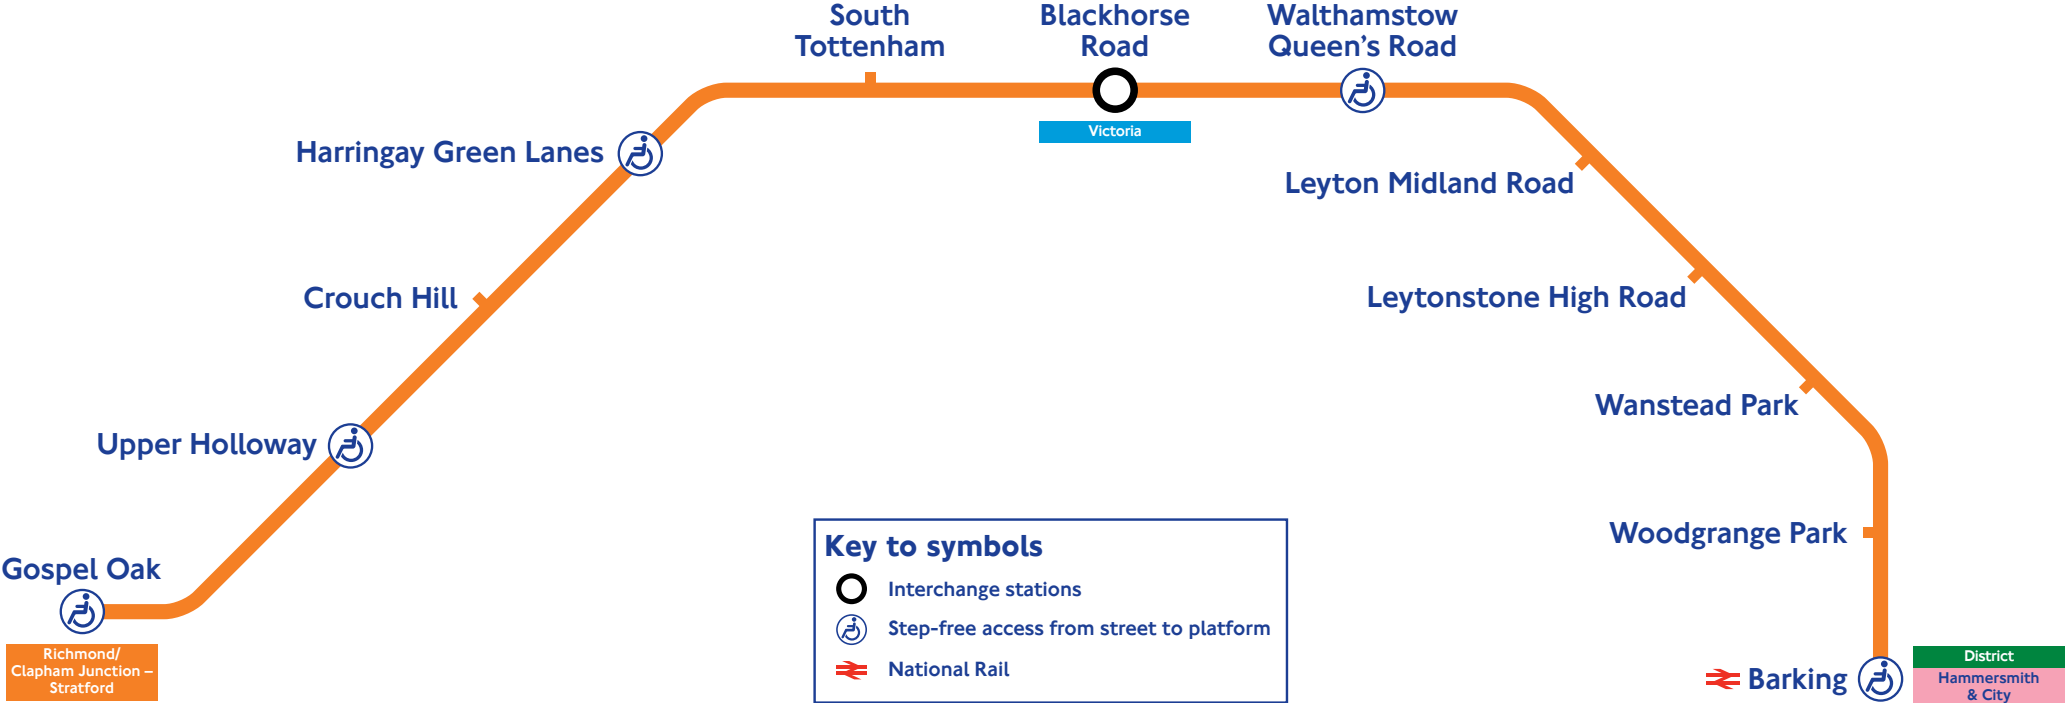 South
Tottenham
Blackhorse
Road
Walthamstow
Queen’s Road
Victoria
Harringay Green Lanes
Leyton Midland Road
Crouch Hill
Leytonstone High Road
Wanstead Park
Upper Holloway
Woodgrange Park
Gospel Oak
Richmond/
Clapham Junction –
Stratford
Key to symbols
Interchange stations
Step-free access from street to platform
National Rail
Barking
District
Hammersmith
& City